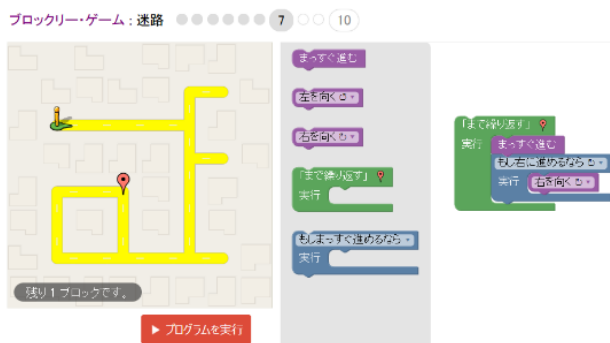 ブロックリー・ゲーム : 迷路 7 10
まっすぐ進む
左を向く
右を向く
「まで繰り返す」
実行
もしまっすぐ進めるなら
実行
「まで繰り返す」
実行 まっすぐ進む
もし右に進めるなら
実行 右を向く
残り1 ブロックです。
プログラムを実行